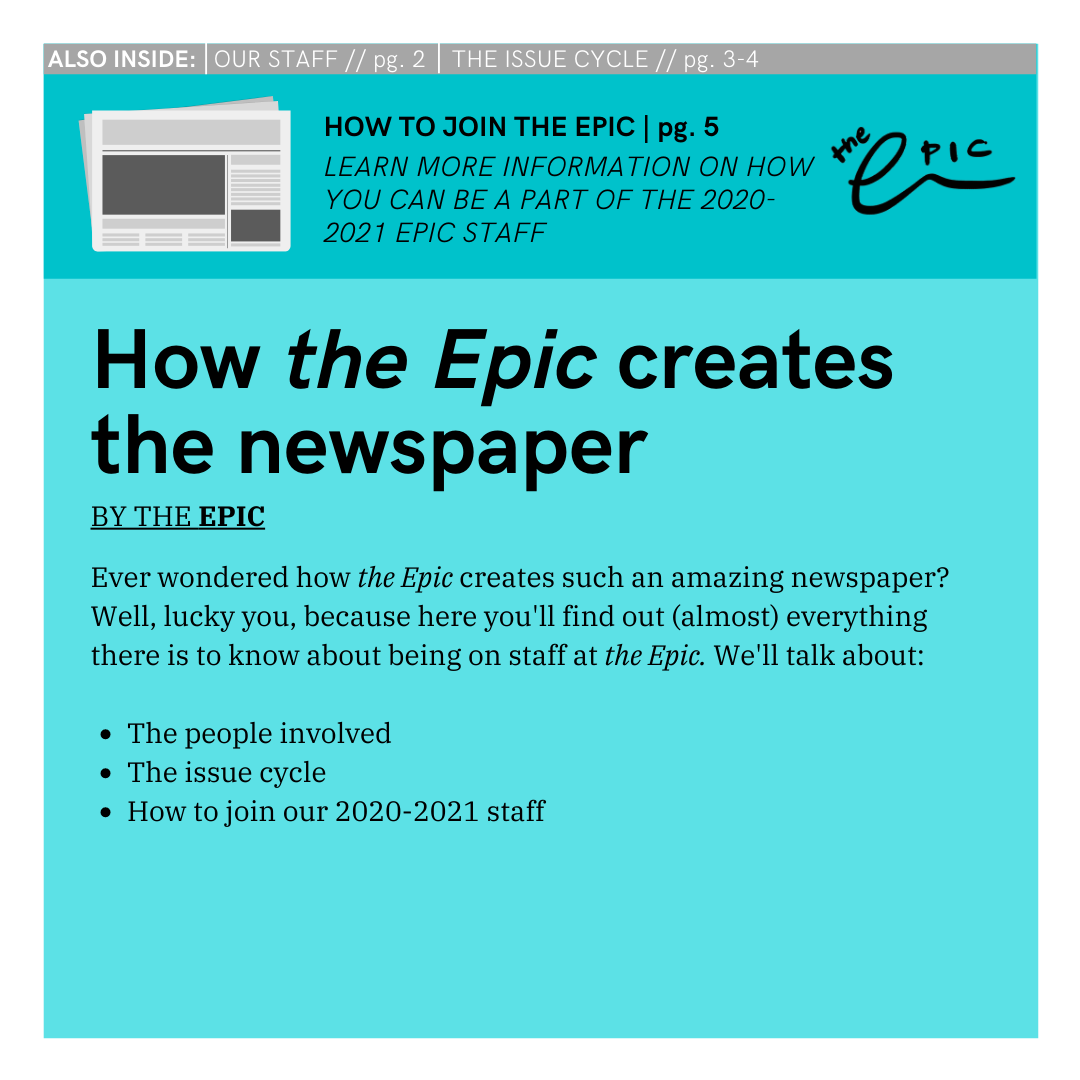 ALSO INSIDE: OUR STAFF // pg. 2 THE ISSUE CYCLE // pg. 3-4
HOW TO JOIN THE EPIC | pg. 5
LEARN MORE INFORMATION ON HOW
YOU CAN BE A PART OF THE 2020-
2021 EPIC STAFF
the EPIC
How the Epic creates
the newspaper
BY THE EPIC
Ever wondered how the Epic creates such an amazing newspaper?
Well, lucky you, because here you'll find out (almost) everything
there is to know about being on staff at the Epic. We'll talk about:
• The people involved
• The issue cycle
• How to join our 2020-2021 staff